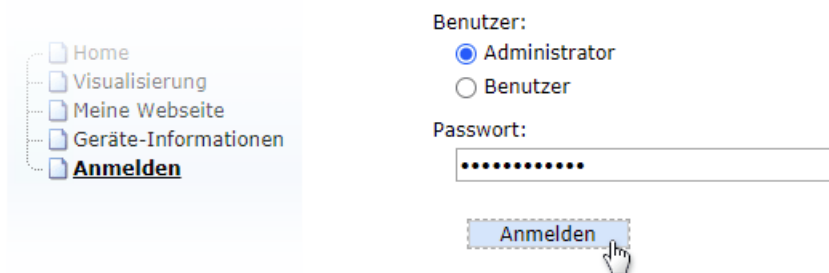 Home
Visualisierung
Meine Webseite
Geräte-Informationen
Anmelden
Benutzer:
Administrator
Benutzer
Passwort:
••••••••••••
Anmelden